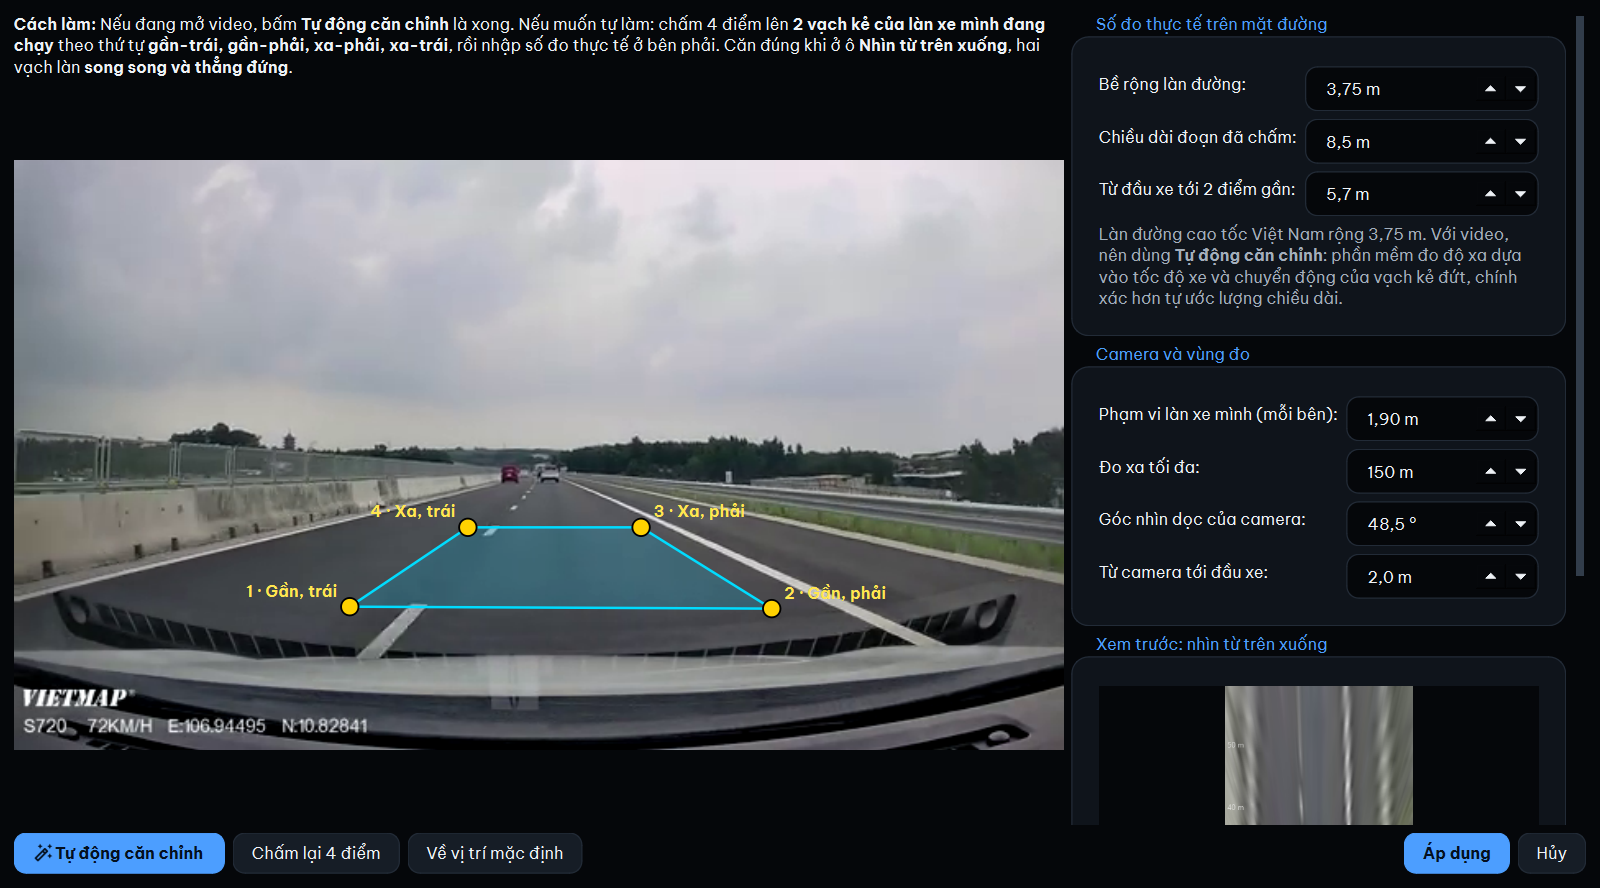 Cách làm: Nếu đang mở video, bấm Tự động căn chỉnh là xong. Nếu muốn tự làm: chấm 4 điểm lên 2 vạch kẻ của làn xe mình đang
chạy theo thứ tự gần-trái, gần-phải, xa-phải, xa-trái, rồi nhập số đo thực tế ở bên phải. Căn đúng khi ở ô Nhìn từ trên xuống, hai
vạch làn song song và thẳng đứng.
4 · Xa, trái
3 · Xa, phải
1 · Gần, trái
2 · Gần, phải
VIETMAP
S720 72KM/H E:106.94495 N:10.82841
Số đo thực tế trên mặt đường
Bề rộng làn đường: 3,75 m
Chiều dài đoạn đã chấm: 8,5 m
Từ đầu xe tới 2 điểm gần: 5,7 m
Làn đường cao tốc Việt Nam rộng 3,75 m. Với video,
nên dùng Tự động căn chỉnh: phần mềm đo độ xa dựa
vào tốc độ xe và chuyển động của vạch kẻ đứt, chính
xác hơn tự ước lượng chiều dài.
Camera và vùng đo
Phạm vi làn xe mình (mỗi bên): 1,90 m
Đo xa tối đa: 150 m
Góc nhìn dọc của camera: 48,5 °
Từ camera tới đầu xe: 2,0 m
Xem trước: nhìn từ trên xuống
50 m
40 m
Tự động căn chỉnh
Chấm lại 4 điểm
Về vị trí mặc định
Áp dụng
Hủy